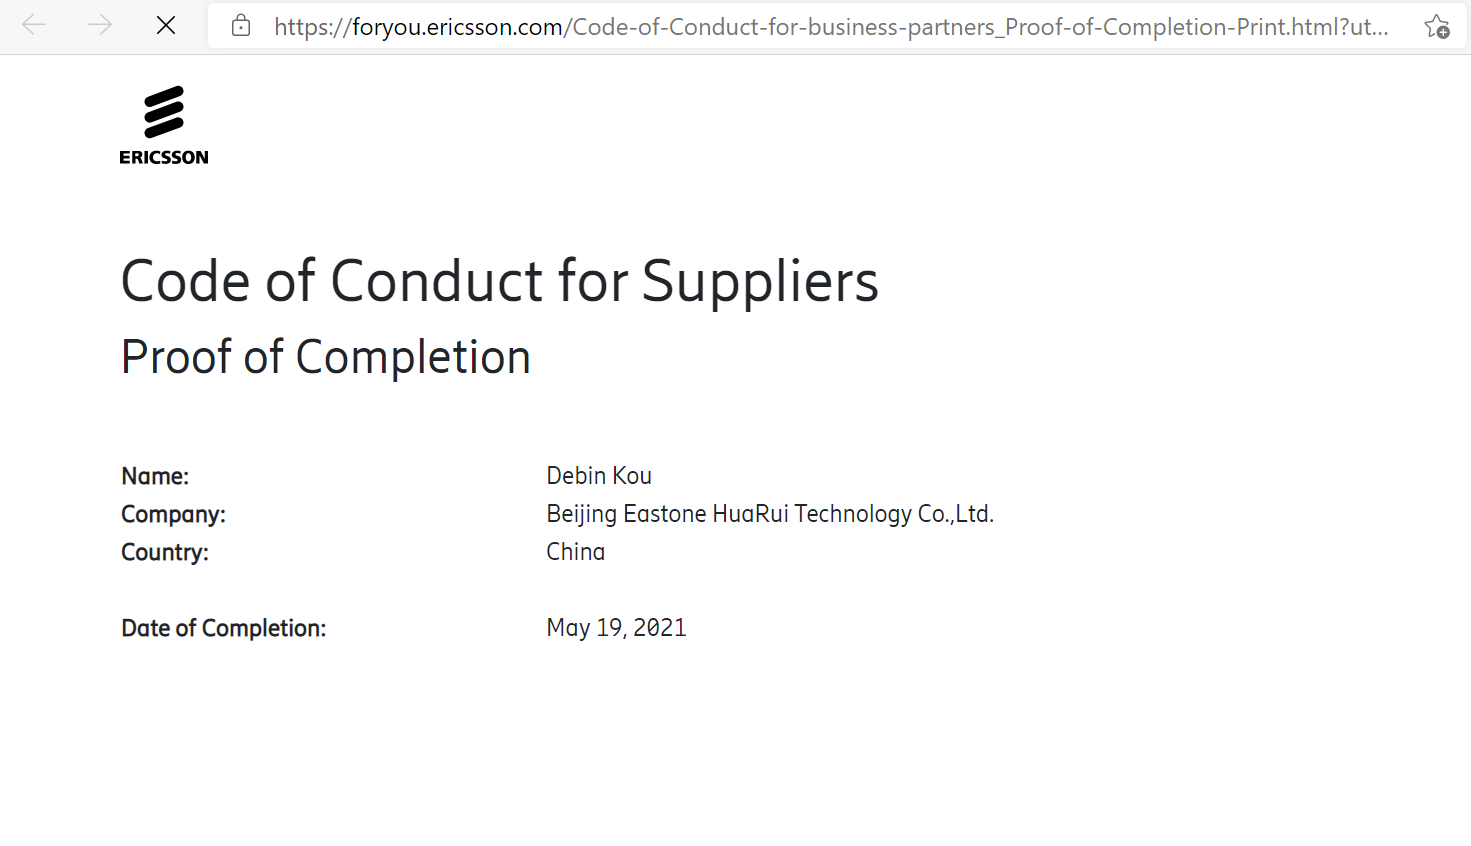 https://foryou.ericsson.com/Code-of-Conduct-for-business-partners_Proof-of-Completion-Print.html?ut...
ERICSSON
Code of Conduct for Suppliers
Proof of Completion
Name: Debin Kou
Company: Beijing Eastone HuaRui Technology Co.,Ltd.
Country: China
Date of Completion: May 19, 2021